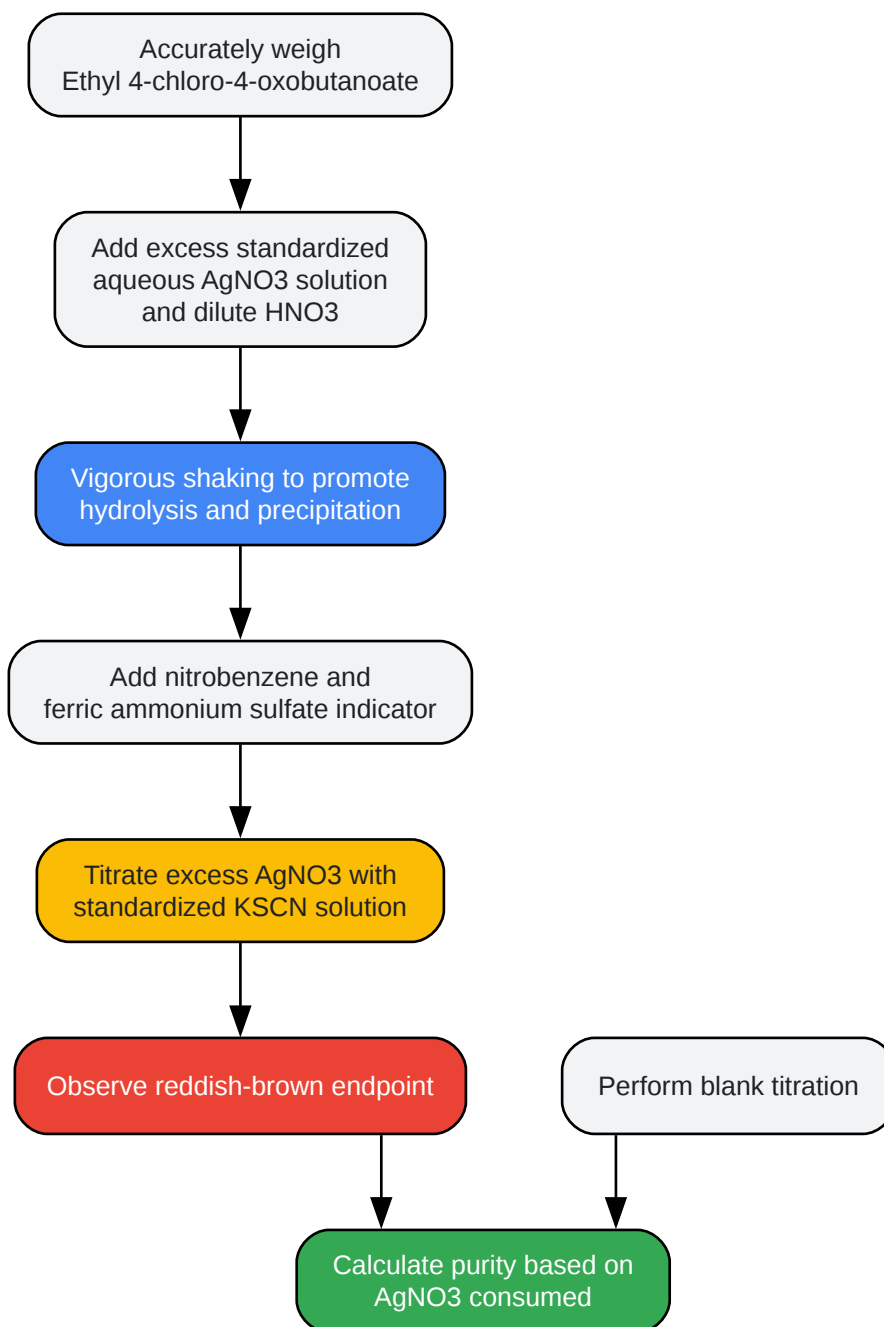 Accurately weigh
Ethyl 4-chloro-4-oxobutanoate
Add excess standardized
aqueous AgNO3 solution
and dilute HNO3
Vigorous shaking to promote
hydrolysis and precipitation
Add nitrobenzene and
ferric ammonium sulfate indicator
Titrate excess AgNO3 with
standardized KSCN solution
Observe reddish-brown endpoint
Perform blank titration
Calculate purity based on
AgNO3 consumed